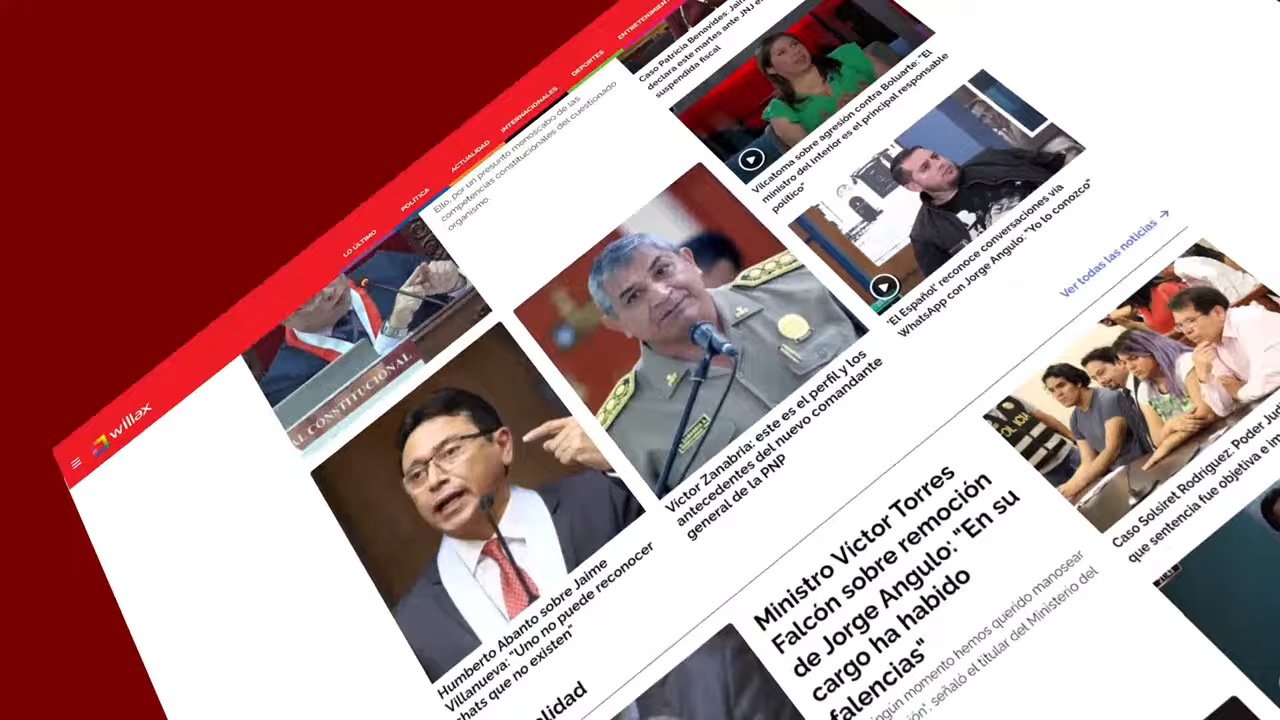 willax
LO ÚLTIMO
POLÍTICA
ACTUALIDAD
INTERNACIONALES
DEPORTES
Ello, por un presunto menoscabo de las
competencias constitucionales del cuestionado
organismo.
AL CONSTITUCIONAL
Humberto Abanto sobre Jaime
Villanueva: "Uno no puede reconocer
chats que no existen"
Víctor Zanabria: este es el perfil y los
antecedentes del nuevo comandante
general de la PNP
Caso Patricia Benavides:
declara este martes ante JNJ
suspendida fiscal
Vilcatoma sobre agresión contra Boluarte: "El
ministro del Interior es el principal responsable
político"
'El Español' reconoce conversaciones vía
WhatsApp con Jorge Angulo: "Yo lo conozco"
Ver todas las noticias →
alidad
Ministro Víctor Torres
Falcón sobre remoción
de Jorge Angulo: "En su
cargo ha habido
falencias"
ningún momento hemos querido manosear
señaló el titular del Ministerio del
Caso Solsiret Rodríguez: Poder
que sentencia fue objetiva e